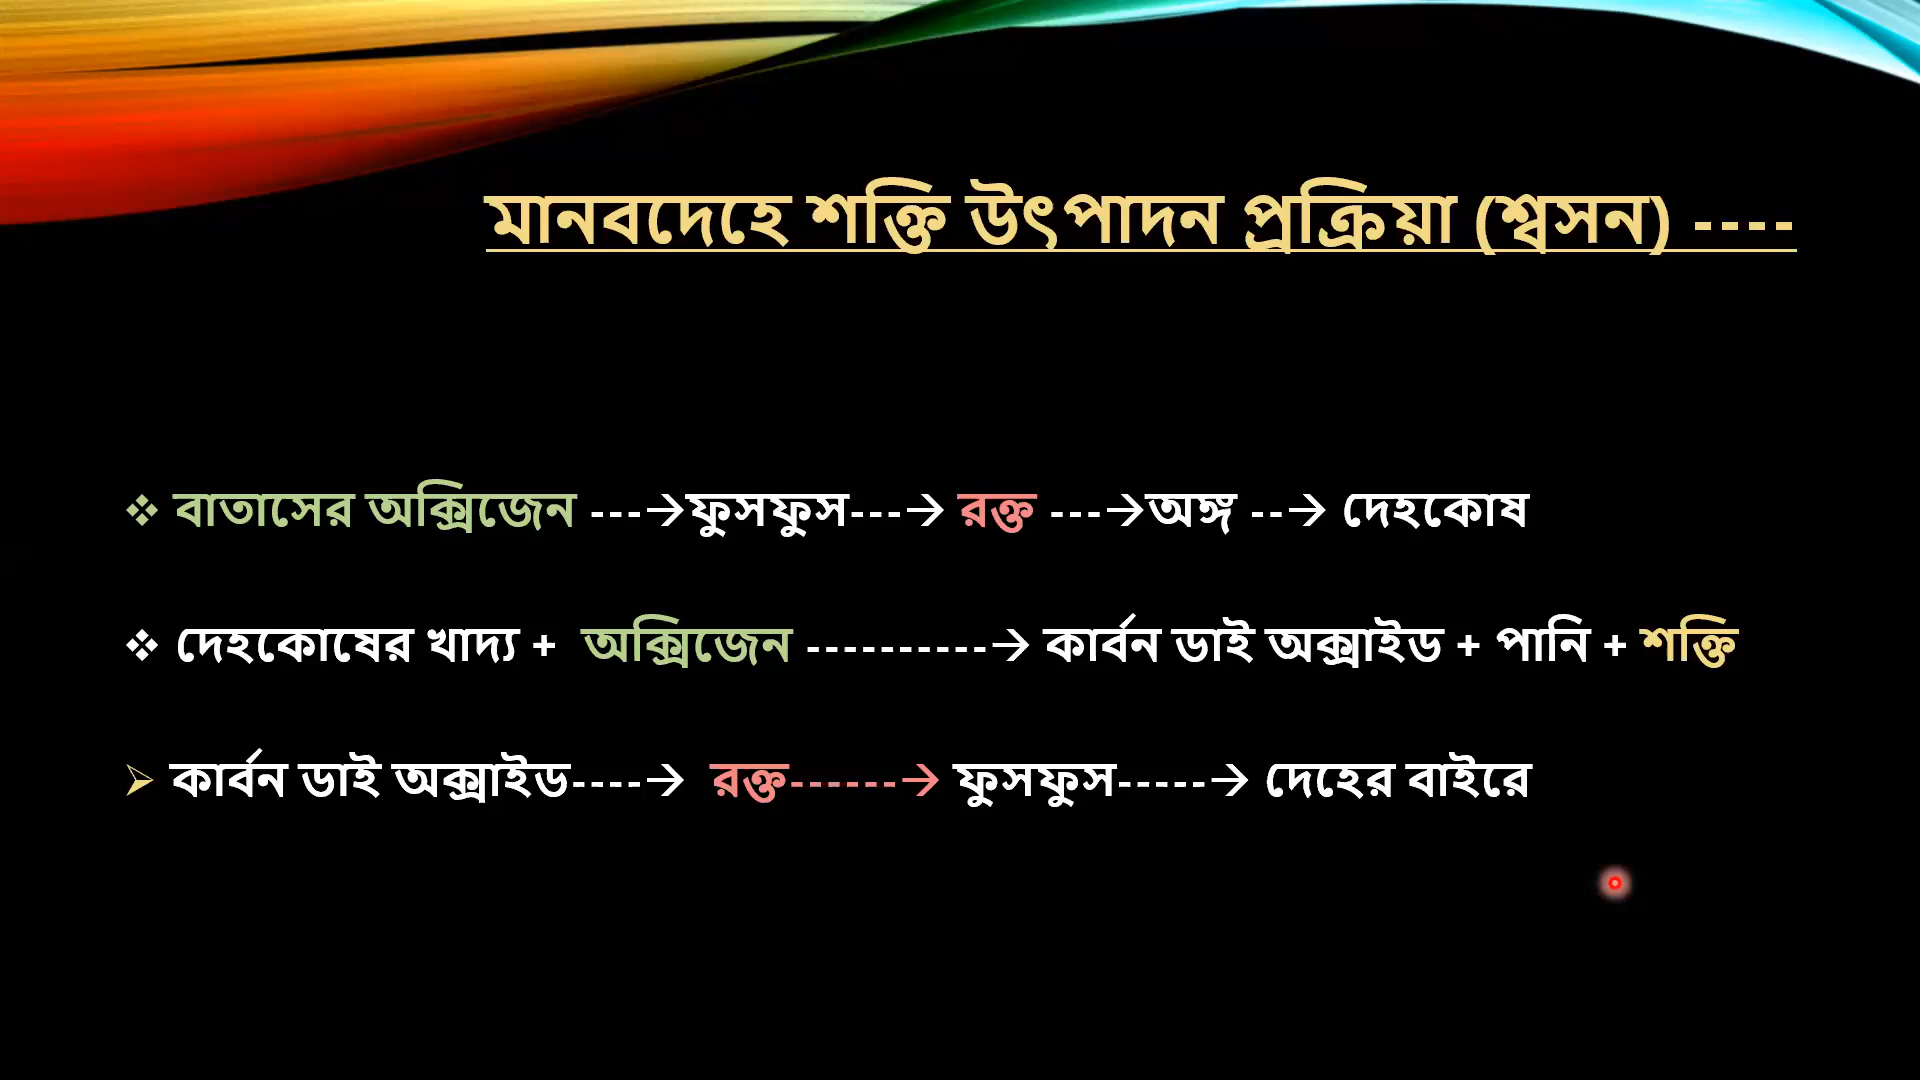 মানবদেহে শক্তি উৎপাদন প্রক্রিয়া (শ্বসন) ----
❖ বাতাসের অক্সিজেন ---→ফুসফুস---→ রক্ত ---→অঙ্গ --→ দেহকোষ
❖ দেহকোষের খাদ্য + অক্সিজেন ----------→ কার্বন ডাই অক্সাইড + পানি + শক্তি
➢ কার্বন ডাই অক্সাইড----→ রক্ত------→ ফুসফুস-----→ দেহের বাইরে